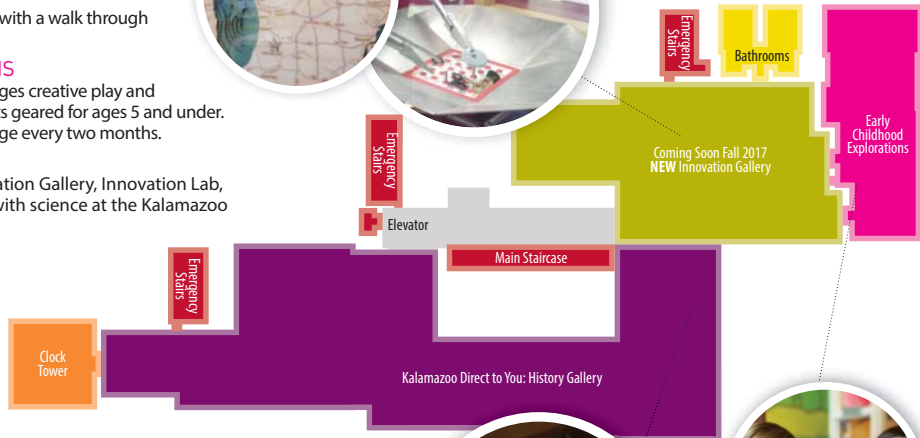 with a walk through
ges creative play and
s geared for ages 5 and under.
ge every two months.
ation Gallery, Innovation Lab,
with science at the Kalamazoo
Emergency
Stairs
Bathrooms
Early
Childhood
Explorations
Coming Soon Fall 2017
NEW Innovation Gallery
Emergency
Stairs
Elevator
Main Staircase
Emergency
Stairs
Clock
Tower
Kalamazoo Direct to You: History Gallery